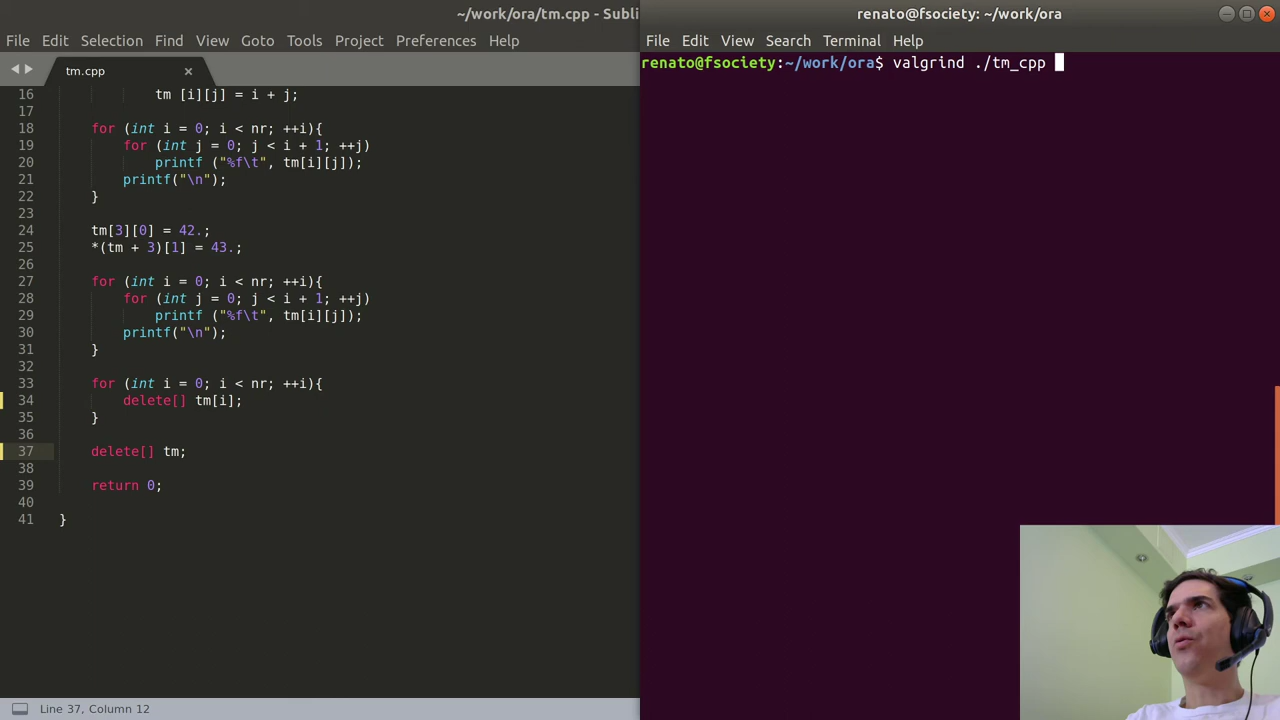 ~/work/ora/tm.cpp - Subli
File Edit Selection Find View Goto Tools Project Preferences Help
tm.cpp ×
16 tm [i][j] = i + j;
17
18 for (int i = 0; i < nr; ++i){
19 for (int j = 0; j < i + 1; ++j)
20 printf ("%f\t", tm[i][j]);
21 printf("\n");
22 }
23
24 tm[3][0] = 42.;
25 *(tm + 3)[1] = 43.;
26
27 for (int i = 0; i < nr; ++i){
28 for (int j = 0; j < i + 1; ++j)
29 printf ("%f\t", tm[i][j]);
30 printf("\n");
31 }
32
33 for (int i = 0; i < nr; ++i){
34 delete[] tm[i];
35 }
36
37 delete[] tm;
38
39 return 0;
40
41 }
Line 37, Column 12
renato@fsociety: ~/work/ora
File Edit View Search Terminal Help
renato@fsociety:~/work/ora$ valgrind ./tm_cpp